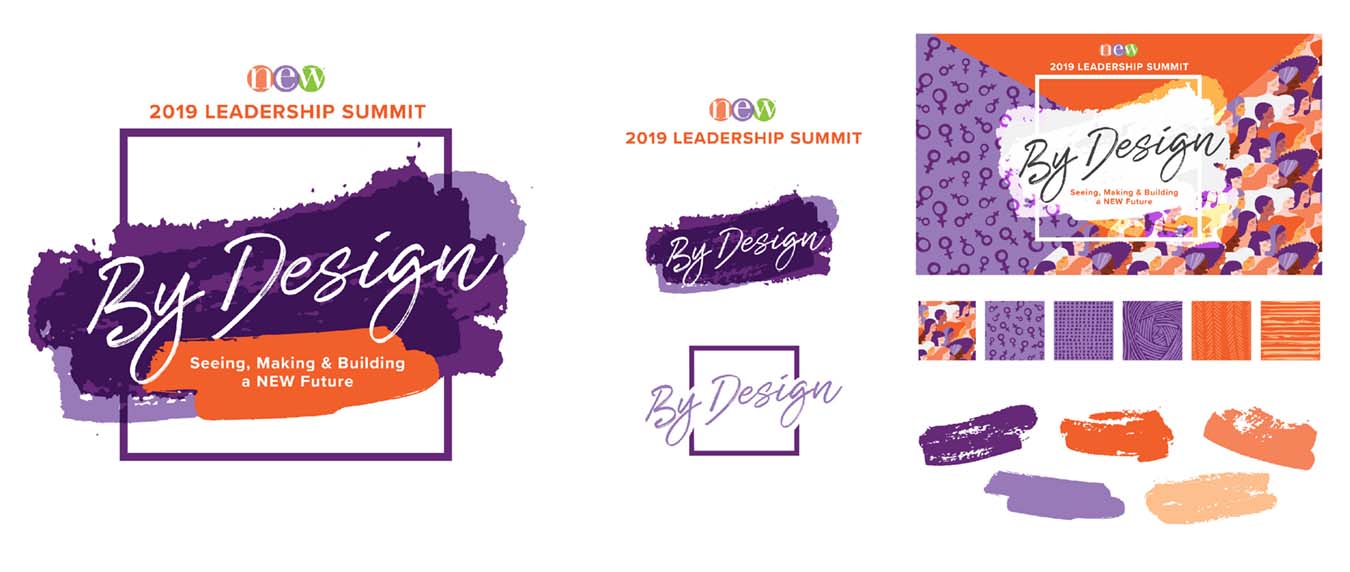 new
2019 LEADERSHIP SUMMIT
By Design
Seeing, Making & Building
a NEW Future
new
2019 LEADERSHIP SUMMIT
By Design
By Design
new
2019 LEADERSHIP SUMMIT
By Design
Seeing, Making & Building
a NEW Future